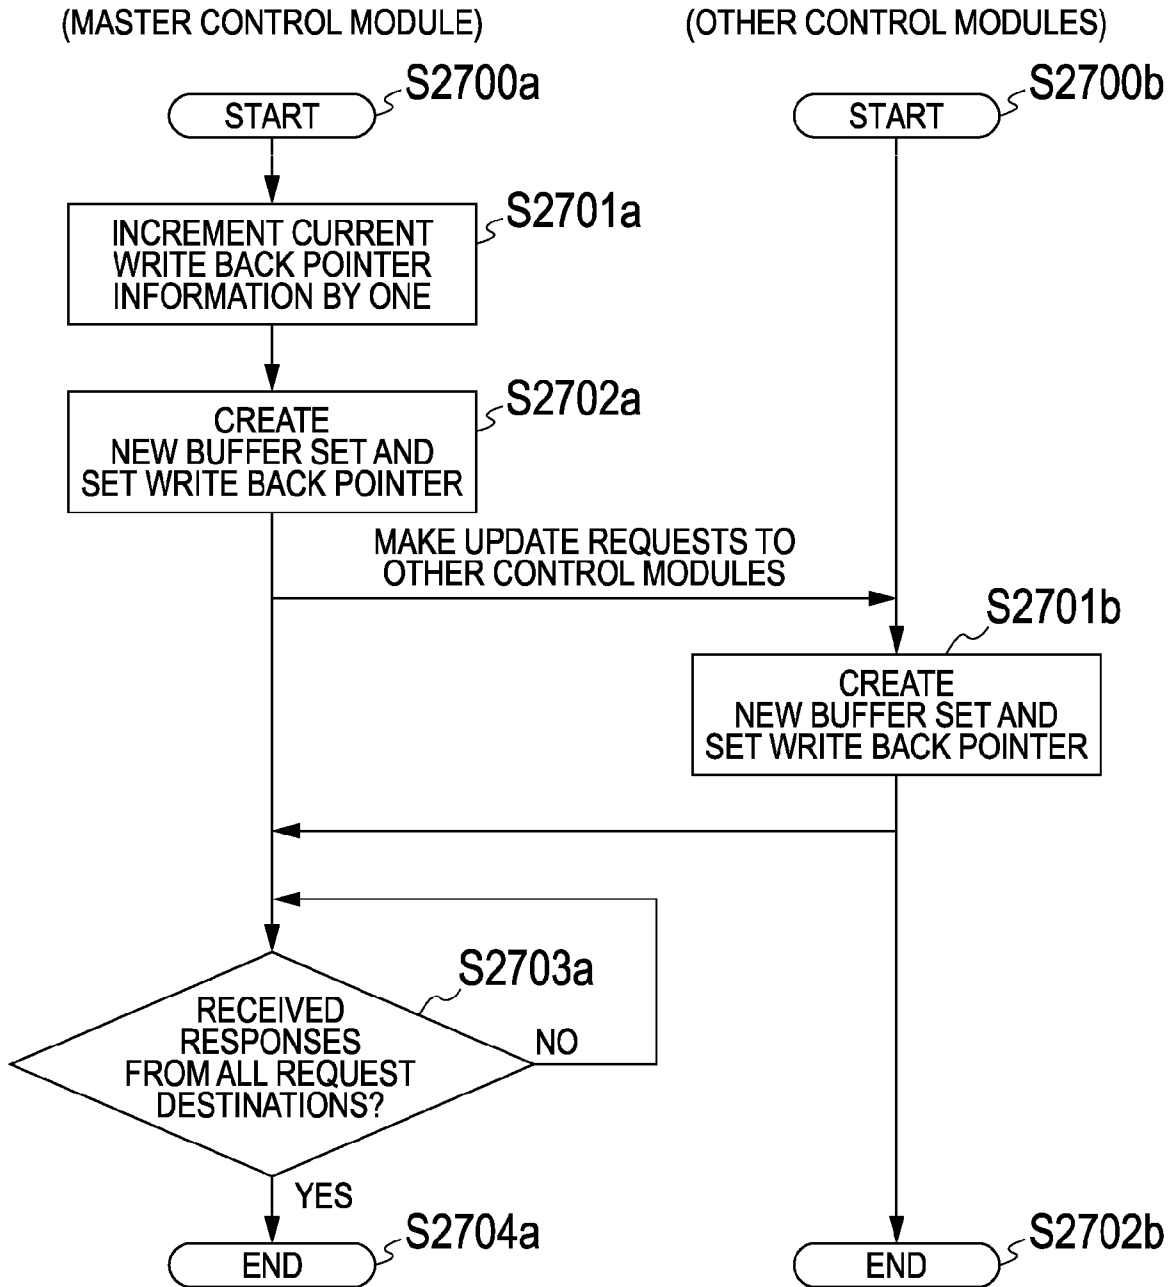 (MASTER CONTROL MODULE)
(OTHER CONTROL MODULES)
S2700a
START
S2700b
START
S2701a
INCREMENT CURRENT
WRITE BACK POINTER
INFORMATION BY ONE
S2702a
CREATE
NEW BUFFER SET AND
SET WRITE BACK POINTER
MAKE UPDATE REQUESTS TO
OTHER CONTROL MODULES
S2701b
CREATE
NEW BUFFER SET AND
SET WRITE BACK POINTER
S2703a
RECEIVED
RESPONSES
FROM ALL REQUEST
DESTINATIONS?
NO
YES
S2704a
END
S2702b
END